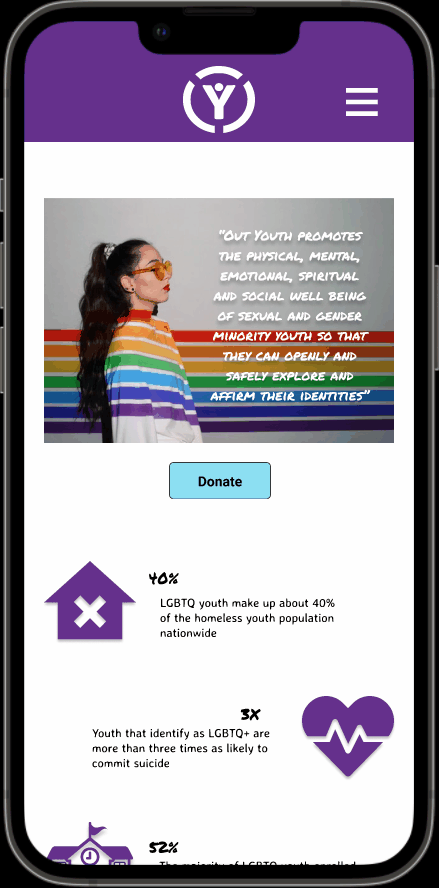 Y
"Out Youth promotes
the physical, mental,
emotional, spiritual
and social well being
of sexual and gender
minority youth so that
they can openly and
safely explore and
affirm their identities"
Donate
40%
LGBTQ youth make up about 40%
of the homeless youth population
nationwide
3X
Youth that identify as LGBTQ+ are
more than three times as likely to
commit suicide
52%
The majority of LGBTQ youth enrolled